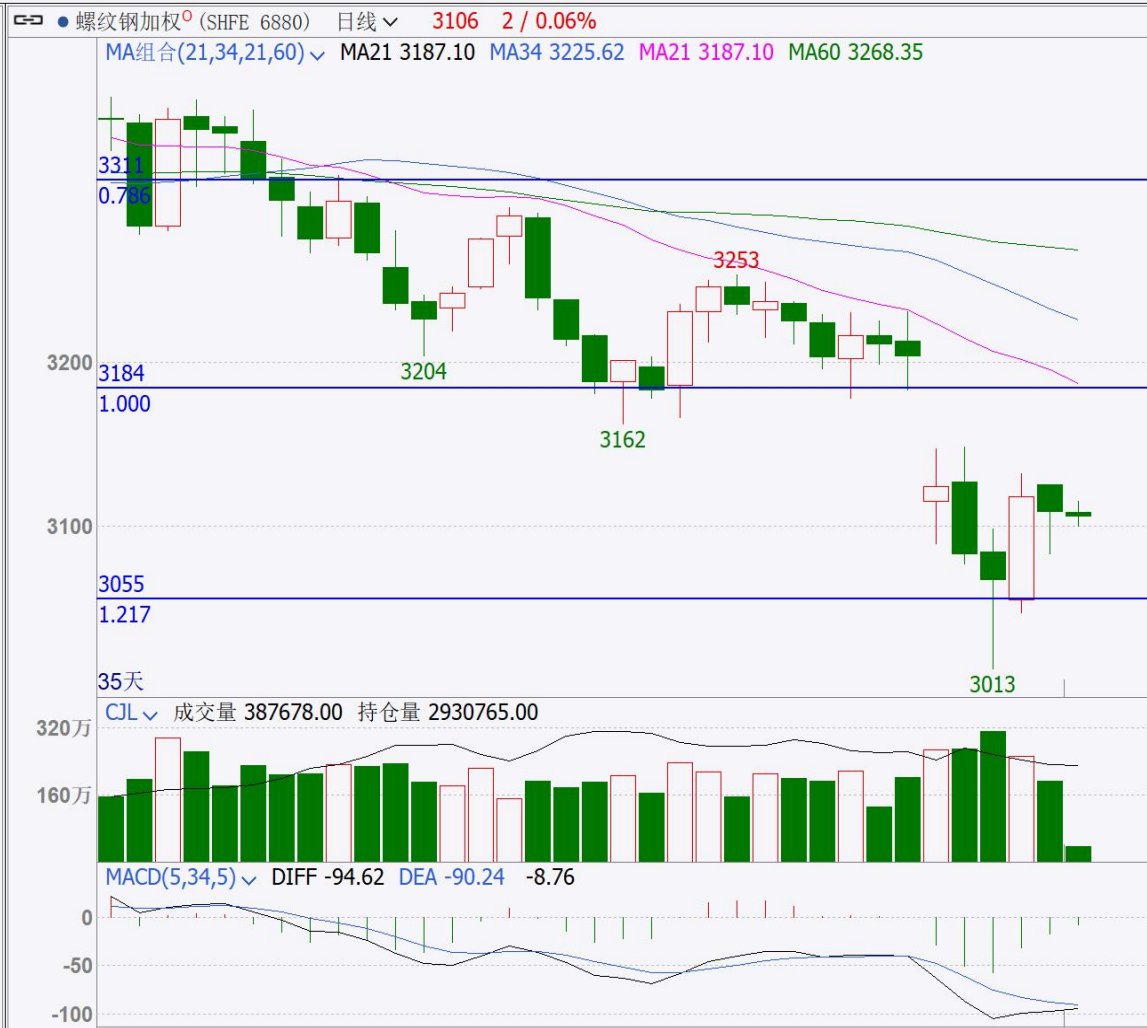 螺纹钢加权O (SHFE 6880) 日线 3106 2 / 0.06%
MA组合(21,34,21,60) MA21 3187.10 MA34 3225.62 MA21 3187.10 MA60 3268.35
3311
0.786
3253
3200
3204
3184
1.000
3162
3100
3055
1.217
35天
3013
CJL 成交量 387678.00 持仓量 2930765.00
320万
160万
MACD(5,34,5) DIFF -94.62 DEA -90.24 -8.76
0
-50
-100